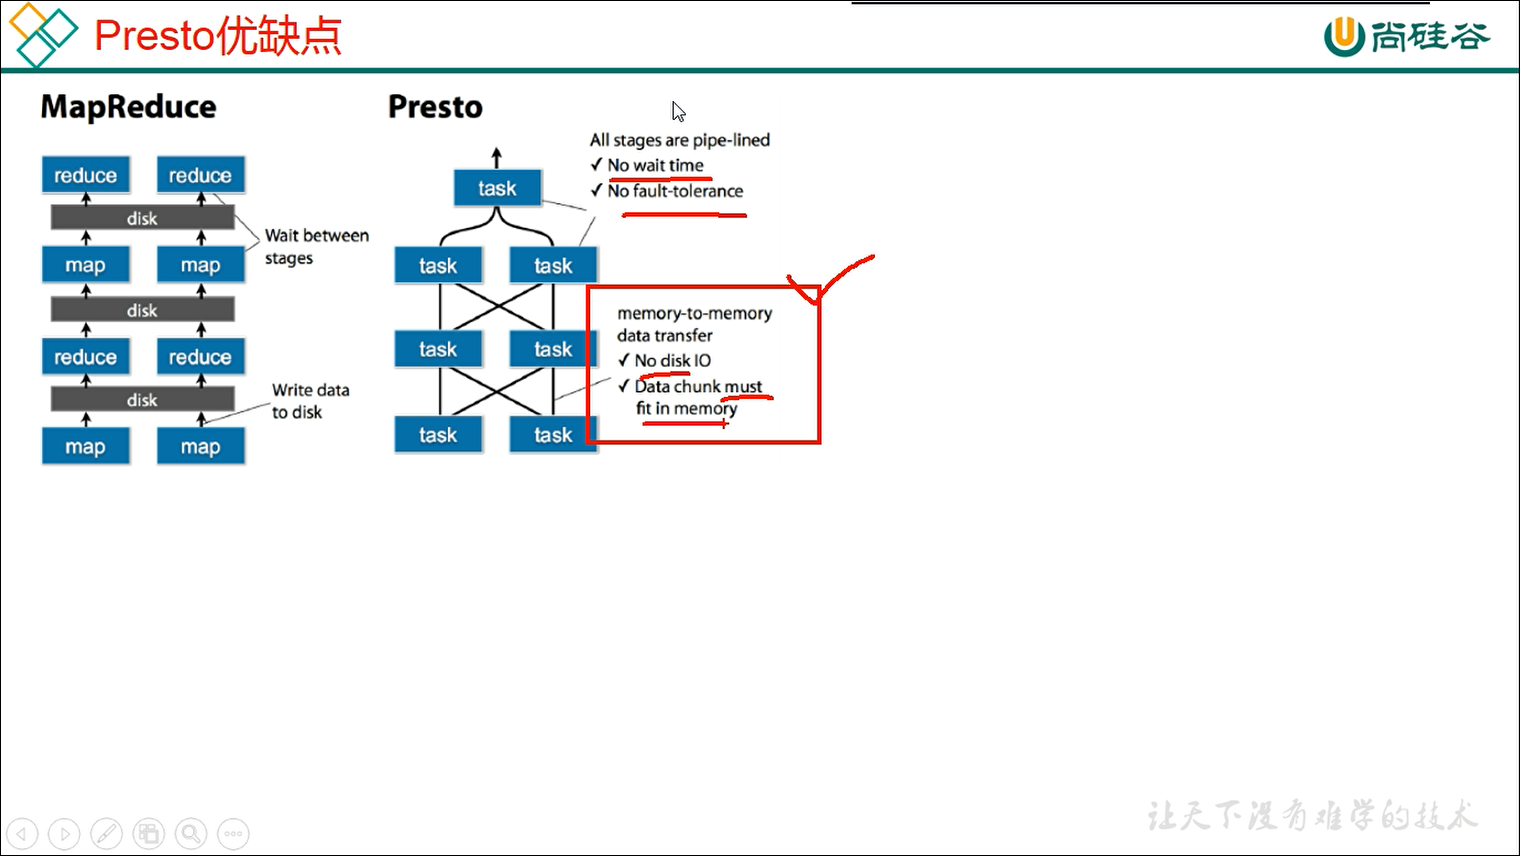 Presto优缺点
尚硅谷
MapReduce
reduce
reduce
disk
Wait between
stages
map
map
disk
reduce
reduce
Write data
to disk
disk
map
map
Presto
All stages are pipe-lined
✓ No wait time
✓ No fault-tolerance
task
task
task
memory-to-memory
data transfer
✓ No disk IO
✓ Data chunk must
fit in memory
task
task
task
task
让天下没有难学的技术